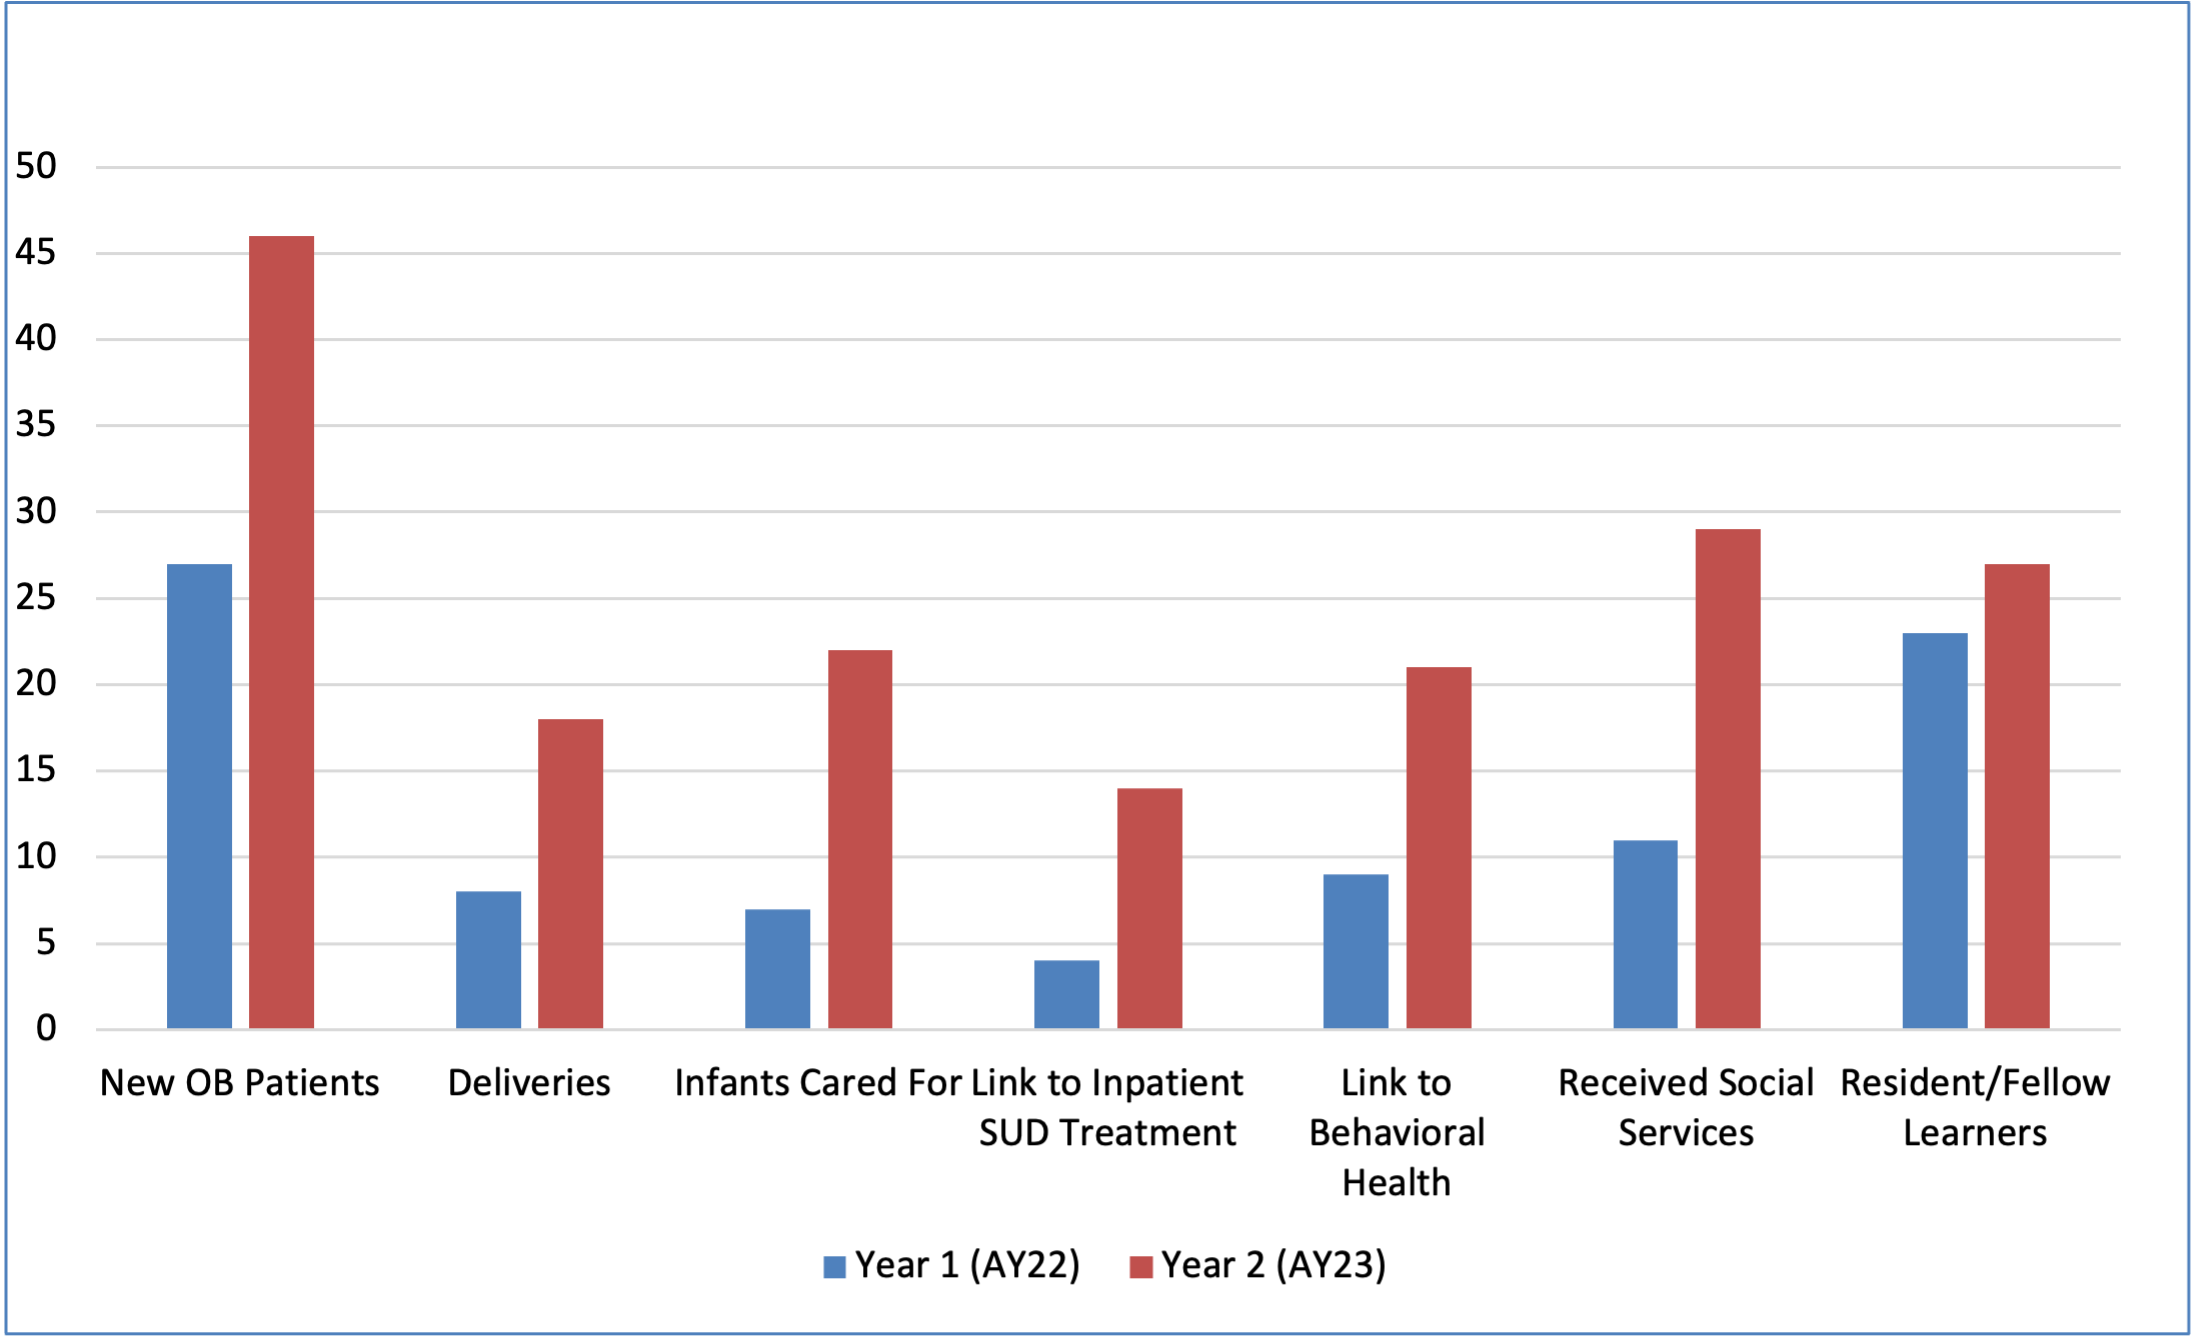 50
45
40
35
30
25
20
15
10
5
0
New OB Patients
Deliveries
Infants Cared For
Link to Inpatient
SUD Treatment
Link to
Behavioral
Health
Received Social
Services
Resident/Fellow
Learners
Year 1 (AY22)
Year 2 (AY23)